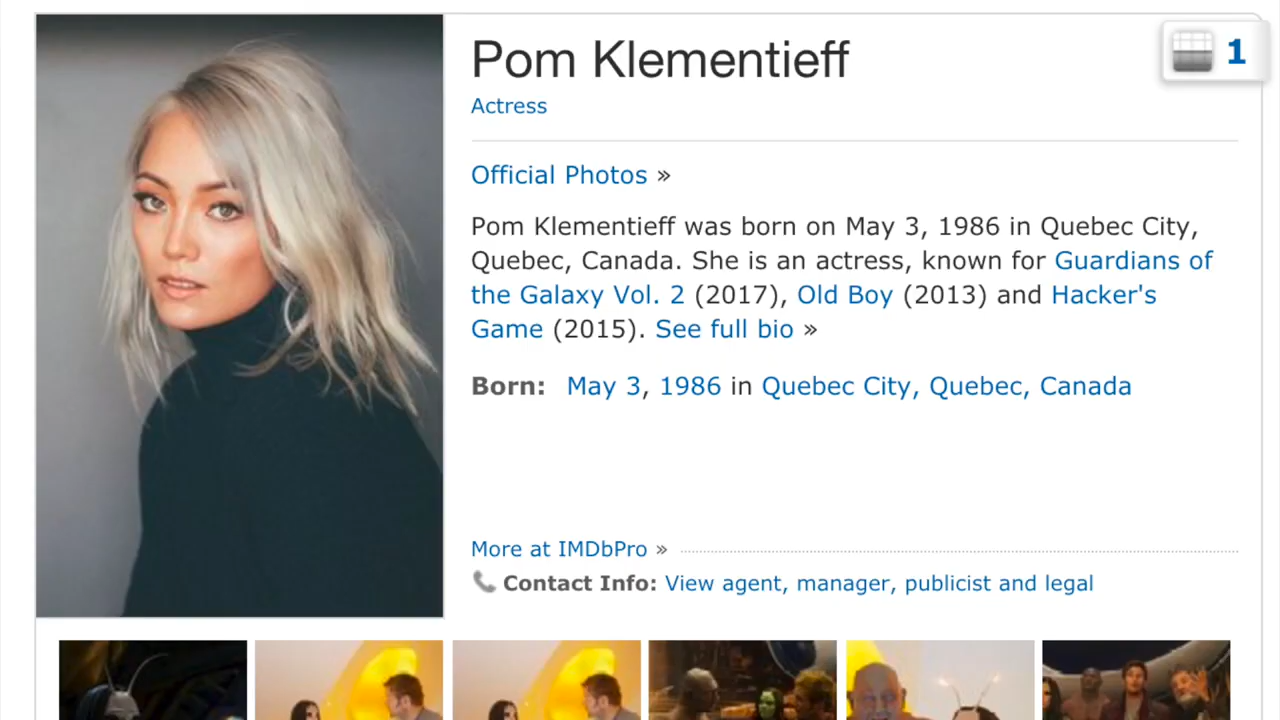 Pom Klementieff
1
Actress
Official Photos »
Pom Klementieff was born on May 3, 1986 in Quebec City,
Quebec, Canada. She is an actress, known for Guardians of
the Galaxy Vol. 2 (2017), Old Boy (2013) and Hacker's
Game (2015). See full bio »
Born: May 3, 1986 in Quebec City, Quebec, Canada
More at IMDbPro »
Contact Info: View agent, manager, publicist and legal